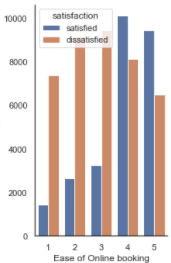 satisfaction
satisfied
dissatisfied
10000
8000
6000
4000
2000
0
1 2 3 4 5
Ease of Online booking